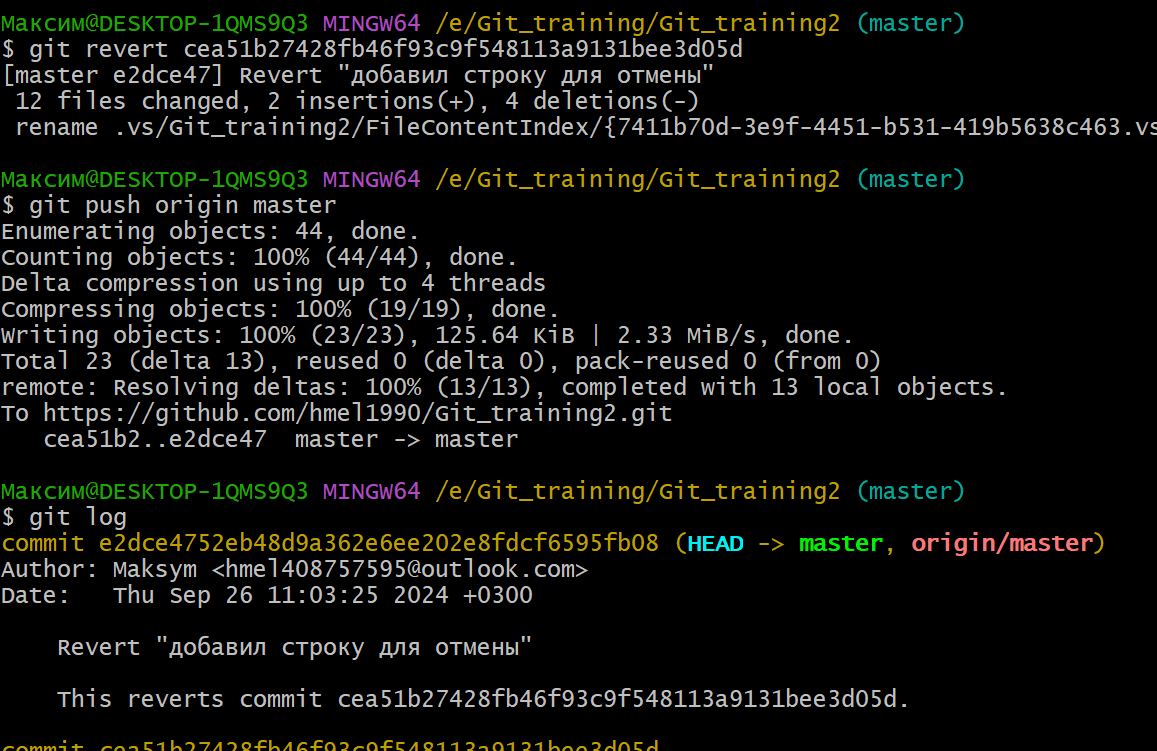 Максим@DESKTOP-1QMS9Q3 MINGW64 /e/Git_training/Git_training2 (master)
$ git revert cea51b27428fb46f93c9f548113a9131bee3d05d
[master e2dce47] Revert "добавил строку для отмены"
 12 files changed, 2 insertions(+), 4 deletions(-)
 rename .vs/Git_training2/FileContentIndex/{7411b70d-3e9f-4451-b531-419b5638c463.vs

Максим@DESKTOP-1QMS9Q3 MINGW64 /e/Git_training/Git_training2 (master)
$ git push origin master
Enumerating objects: 44, done.
Counting objects: 100% (44/44), done.
Delta compression using up to 4 threads
Compressing objects: 100% (19/19), done.
Writing objects: 100% (23/23), 125.64 KiB | 2.33 MiB/s, done.
Total 23 (delta 13), reused 0 (delta 0), pack-reused 0 (from 0)
remote: Resolving deltas: 100% (13/13), completed with 13 local objects.
To https://github.com/hmel1990/Git_training2.git
   cea51b2..e2dce47  master -> master

Максим@DESKTOP-1QMS9Q3 MINGW64 /e/Git_training/Git_training2 (master)
$ git log
commit e2dce4752eb48d9a362e6ee202e8fdcf6595fb08 (HEAD -> master, origin/master)
Author: Maksym <hmel408757595@outlook.com>
Date:   Thu Sep 26 11:03:25 2024 +0300

    Revert "добавил строку для отмены"

    This reverts commit cea51b27428fb46f93c9f548113a9131bee3d05d.

commit cea51b27428fb46f93c9f548113a9131bee3d05d